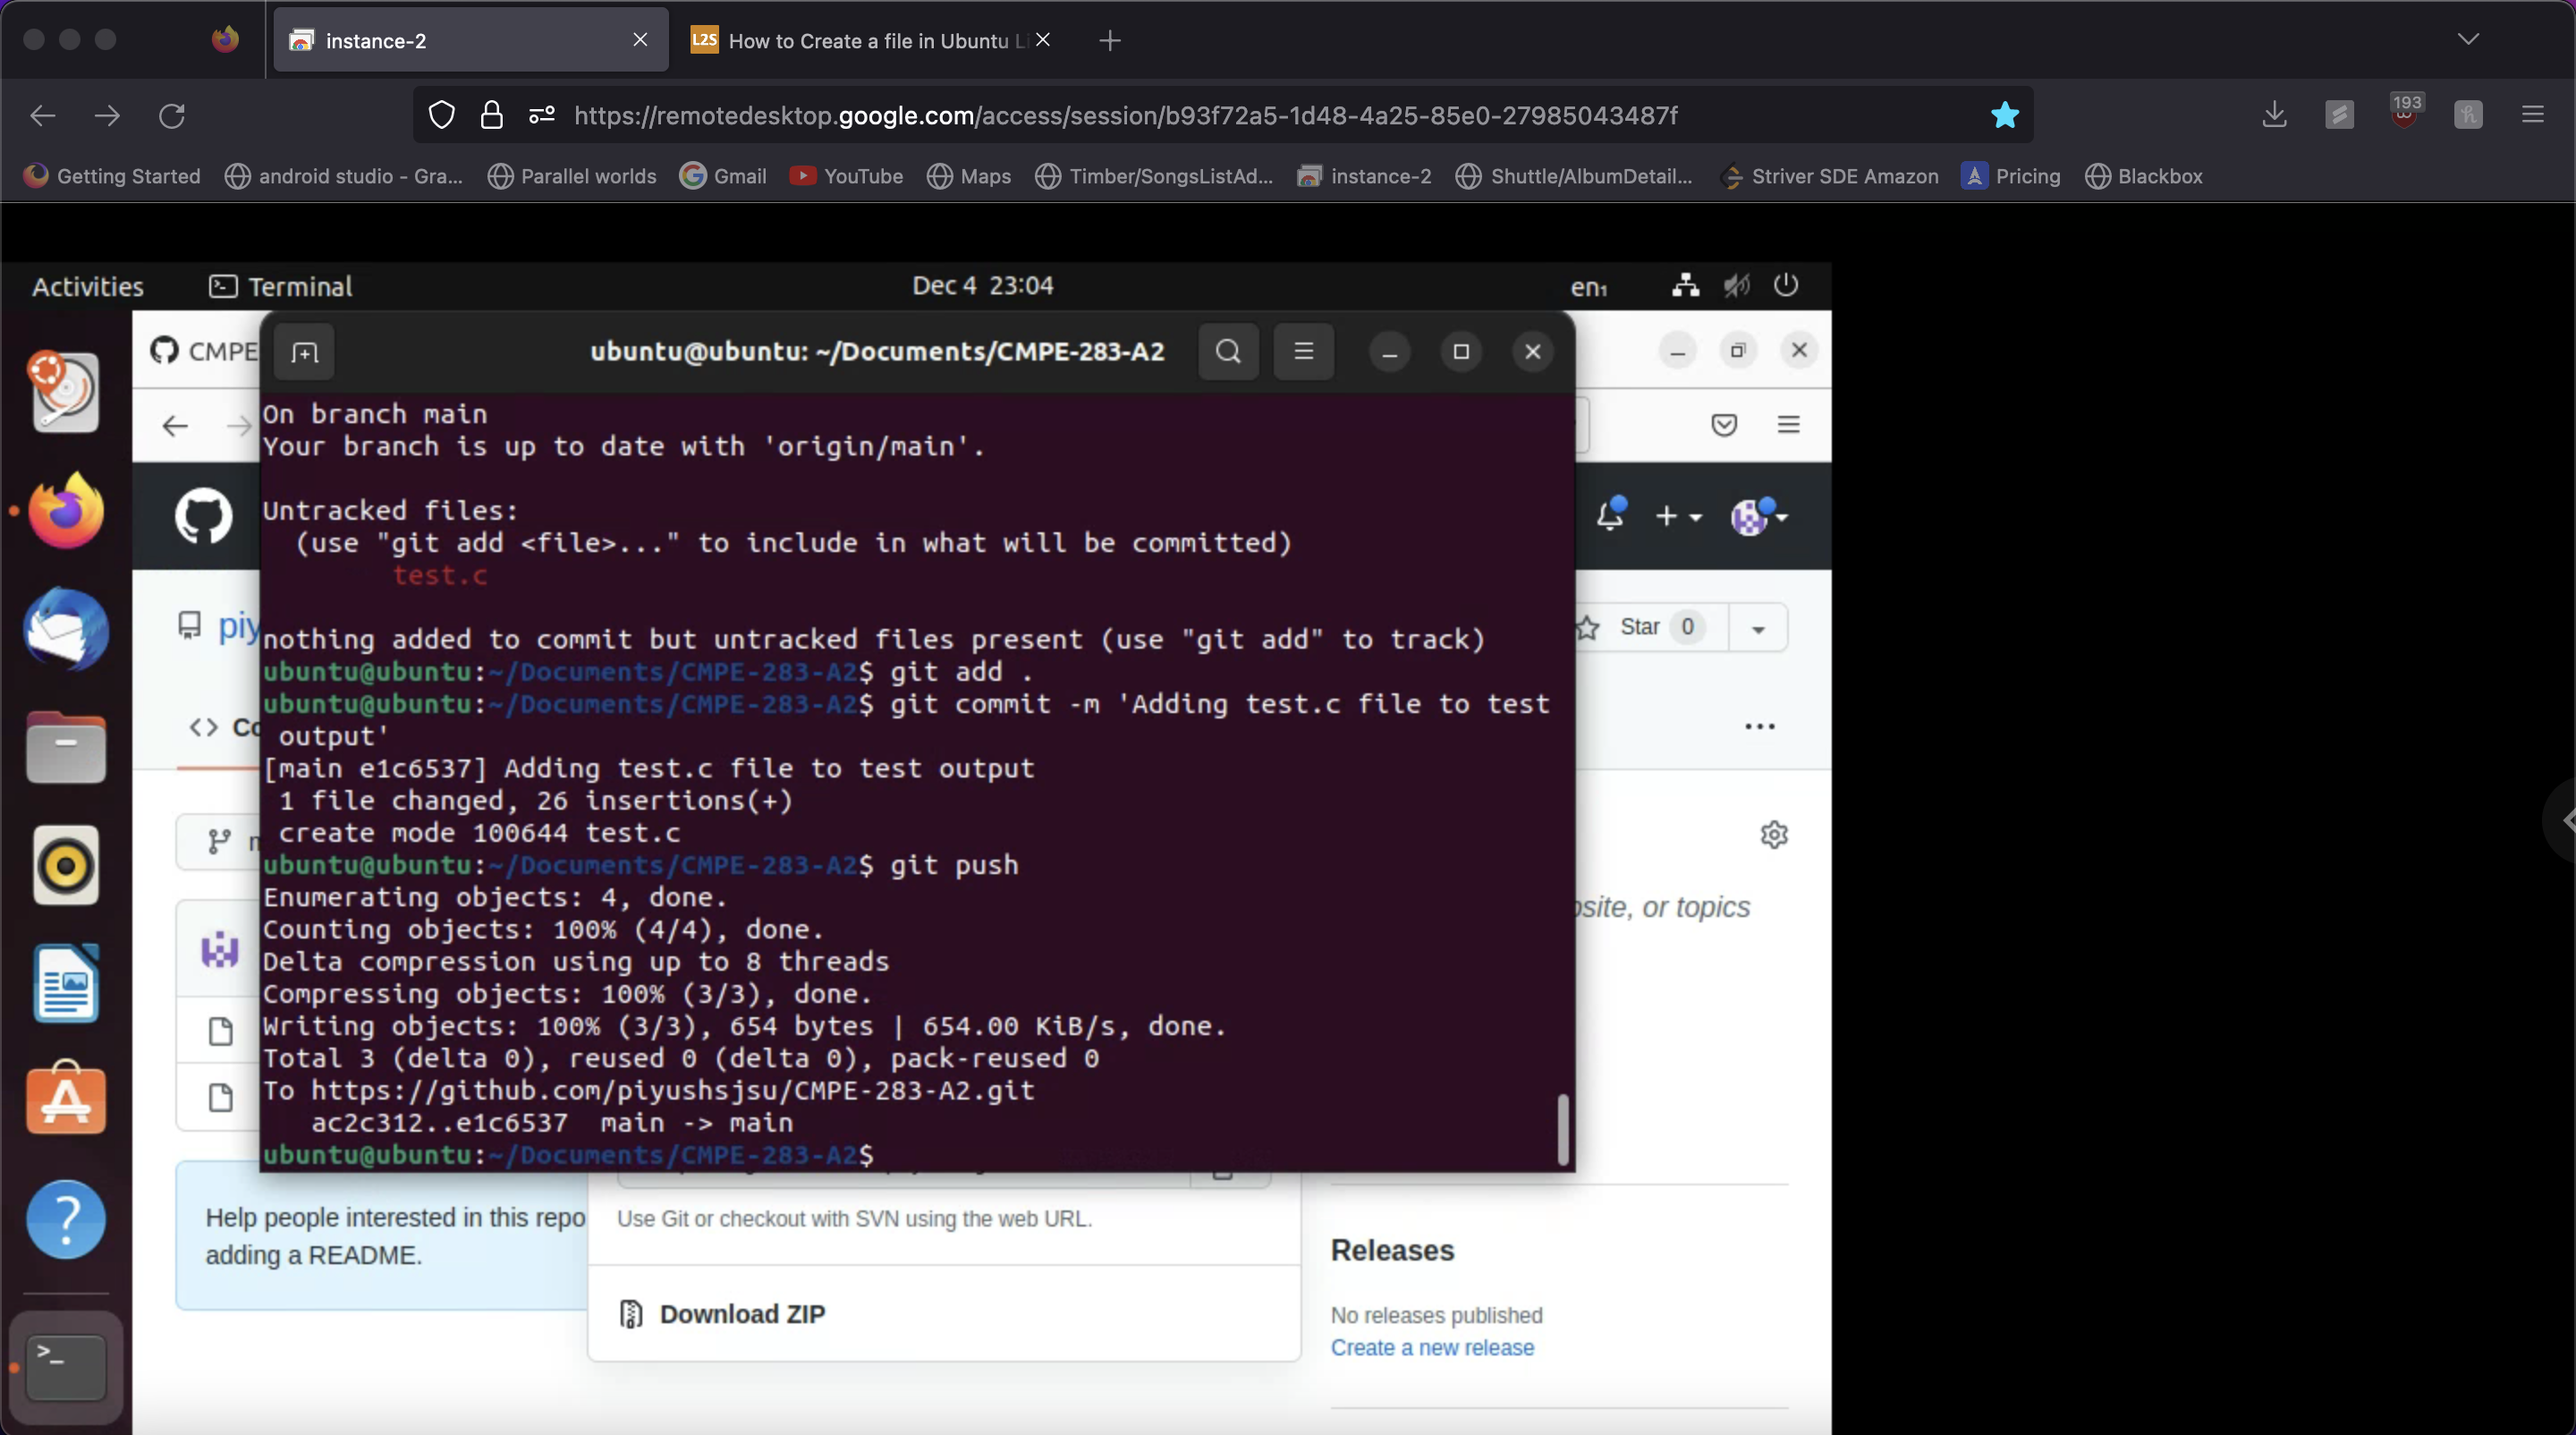 instance-2
L2S How to Create a file in Ubuntu Li
https://remotedesktop.google.com/access/session/b93f72a5-1d48-4a25-85e0-27985043487f
193
Getting Started
android studio - Gra...
Parallel worlds
Gmail
YouTube
Maps
Timber/SongsListAd...
instance-2
Shuttle/AlbumDetail...
Striver SDE Amazon
Pricing
Blackbox
Activities
Terminal
Dec 4 23:04
en₁
CMPE
ubuntu@ubuntu: ~/Documents/CMPE-283-A2
On branch main
Your branch is up to date with 'origin/main'.
Untracked files:
(use "git add <file>..." to include in what will be committed)
test.c
nothing added to commit but untracked files present (use "git add" to track)
ubuntu@ubuntu:~/Documents/CMPE-283-A2$ git add .
ubuntu@ubuntu:~/Documents/CMPE-283-A2$ git commit -m 'Adding test.c file to test
output'
[main e1c6537] Adding test.c file to test output
1 file changed, 26 insertions(+)
create mode 100644 test.c
ubuntu@ubuntu:~/Documents/CMPE-283-A2$ git push
Enumerating objects: 4, done.
Counting objects: 100% (4/4), done.
Delta compression using up to 8 threads
Compressing objects: 100% (3/3), done.
Writing objects: 100% (3/3), 654 bytes | 654.00 KiB/s, done.
Total 3 (delta 0), reused 0 (delta 0), pack-reused 0
To https://github.com/piyushsjsu/CMPE-283-A2.git
ac2c312..e1c6537 main -> main
ubuntu@ubuntu:~/Documents/CMPE-283-A2$
piy
Star 0
Co
or topics
Help people interested in this repo
adding a README.
Use Git or checkout with SVN using the web URL.
Download ZIP
Releases
No releases published
Create a new release